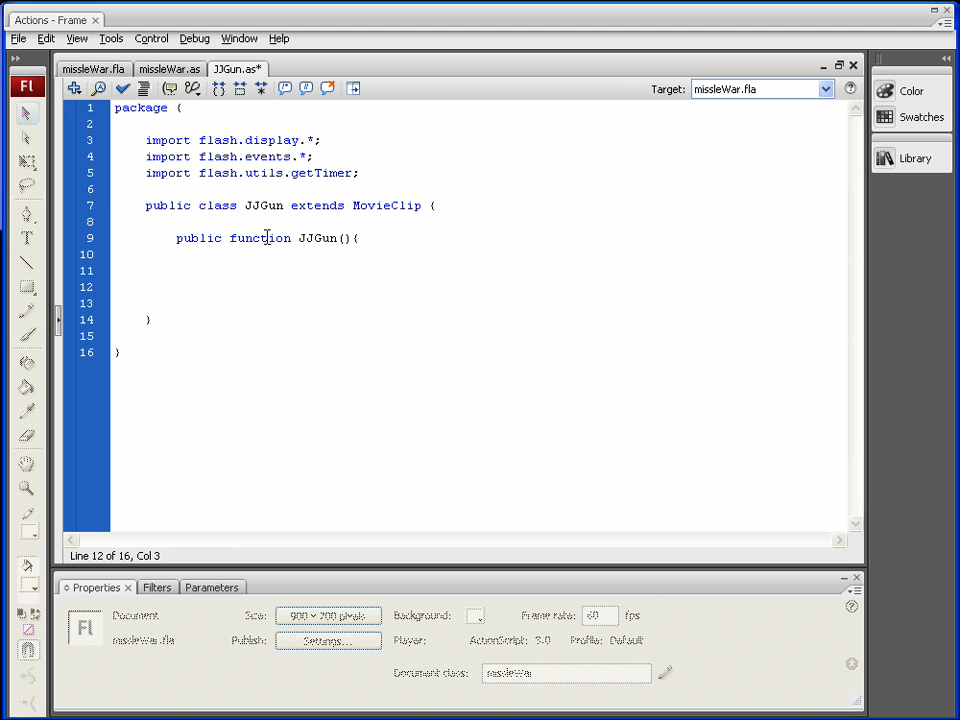 Actions - Frame ×
File Edit View Tools Control Debug Window Help
missleWar.fla missleWar.as JJGun.as*
Target: missleWar.fla
Fl
1 package {
2
3 import flash.display.*;
4 import flash.events.*;
5 import flash.utils.getTimer;
6
7 public class JJGun extends MovieClip {
8
9 public function JJGun(){
10
11
12
13
14 }
15
16 }
Color
Swatches
Library
Line 12 of 16, Col 3
Properties × Filters Parameters
Fl
Document Size: 900 x 700 pixels Background: Frame rate: 60 fps
missleWar.fla Publish: Settings... Player: ActionScript: 3.0 Profile: Default
Document class: missleWar